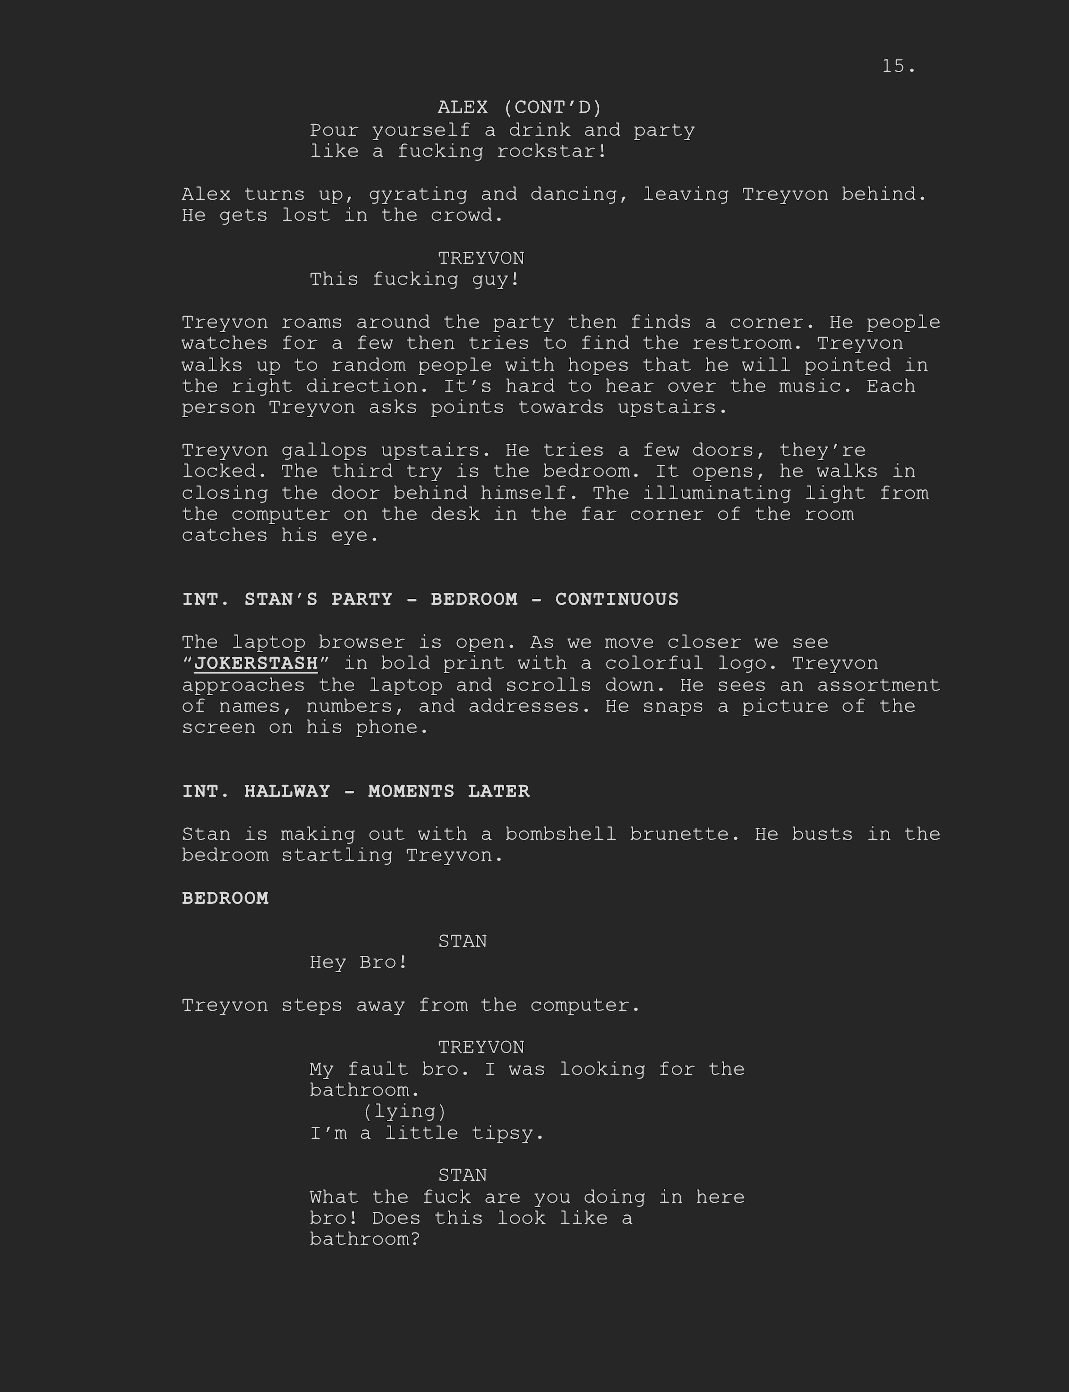 15.
ALEX (CONT'D)
Pour yourself a drink and party
like a fucking rockstar!
Alex turns up, gyrating and dancing, leaving Treyvon behind.
He gets lost in the crowd.
TREYVON
This fucking guy!
Treyvon roams around the party then finds a corner. He people
watches for a few then tries to find the restroom. Treyvon
walks up to random people with hopes that he will pointed in
the right direction. It's hard to hear over the music. Each
person Treyvon asks points towards upstairs.
Treyvon gallops upstairs. He tries a few doors, they're
locked. The third try is the bedroom. It opens, he walks in
closing the door behind himself. The illuminating light from
the computer on the desk in the far corner of the room
catches his eye.
INT. STAN'S PARTY - BEDROOM - CONTINUOUS
The laptop browser is open. As we move closer we see
“JOKERSTASH” in bold print with a colorful logo. Treyvon
approaches the laptop and scrolls down. He sees an assortment
of names, numbers, and addresses. He snaps a picture of the
screen on his phone.
INT. HALLWAY - MOMENTS LATER
Stan is making out with a bombshell brunette. He busts in the
bedroom startling Treyvon.
BEDROOM
STAN
Hey Bro!
Treyvon steps away from the computer.
TREYVON
My fault bro. I was looking for the
bathroom.
(lying)
I'm a little tipsy.
STAN
What the fuck are you doing in here
bro! Does this look like a
bathroom?